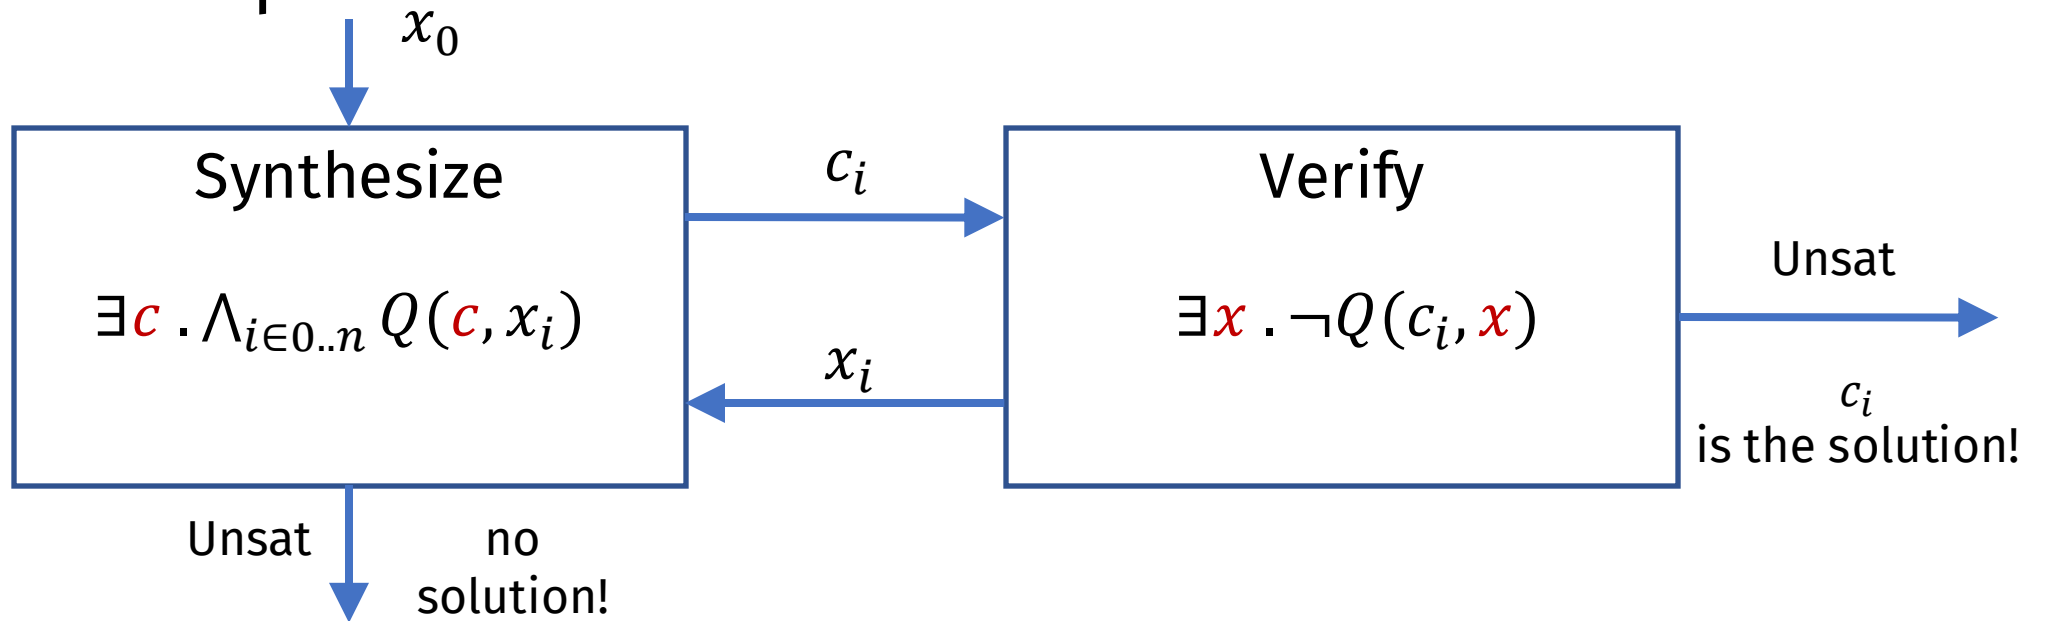 x₀
Synthesize
∃c . ⋀_{i∈0..n} Q(c, xᵢ)
cᵢ
xᵢ
Verify
∃x . ¬Q(cᵢ, x)
Unsat
cᵢ
is the solution!
Unsat
no
solution!